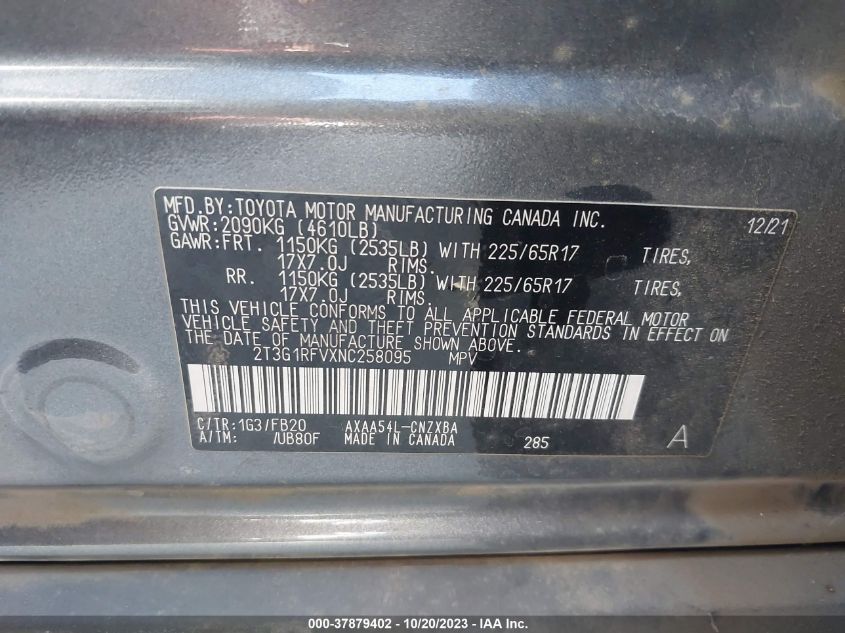 MFD.BY:TOYOTA MOTOR MANUFACTURING CANADA INC. 12/21
GVWR:2090KG (4610LB)
GAWR:FRT. 1150KG (2535LB) WITH 225/65R17 TIRES,
17X7.0J RIMS.
RR. 1150KG (2535LB) WITH 225/65R17 TIRES,
17X7.0J RIMS.
THIS VEHICLE CONFORMS TO ALL APPLICABLE FEDERAL MOTOR
VEHICLE SAFETY AND THEFT PREVENTION STANDARDS IN EFFECT ON
THE DATE OF MANUFACTURE SHOWN ABOVE.
2T3G1RFVXNC258095 MPV
C/TR:1G3/FB20 AXAA54L-CNZXBA
A/TM: /UB80F MADE IN CANADA 285 A
000-37879402 - 10/20/2023 - IAA Inc.